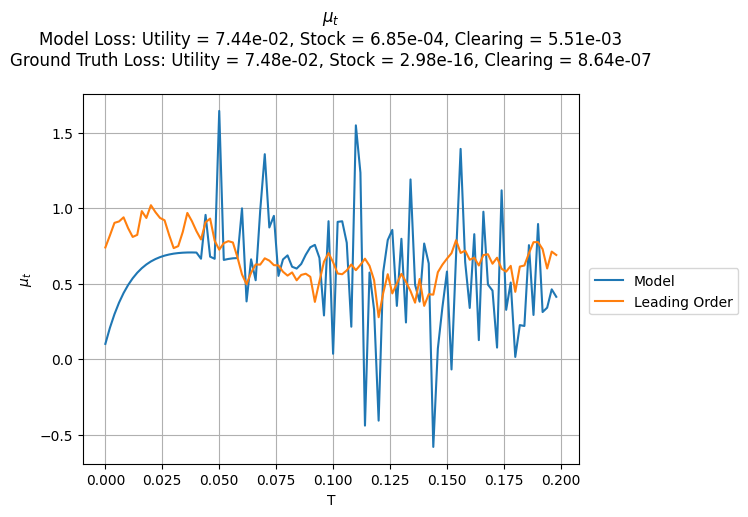 μₜ
Model Loss: Utility = 7.44e-02, Stock = 6.85e-04, Clearing = 5.51e-03
Ground Truth Loss: Utility = 7.48e-02, Stock = 2.98e-16, Clearing = 8.64e-07
1.5
1.0
0.5
0.0
−0.5
μₜ
Model
Leading Order
0.000
0.025
0.050
0.075
0.100
0.125
0.150
0.175
0.200
T